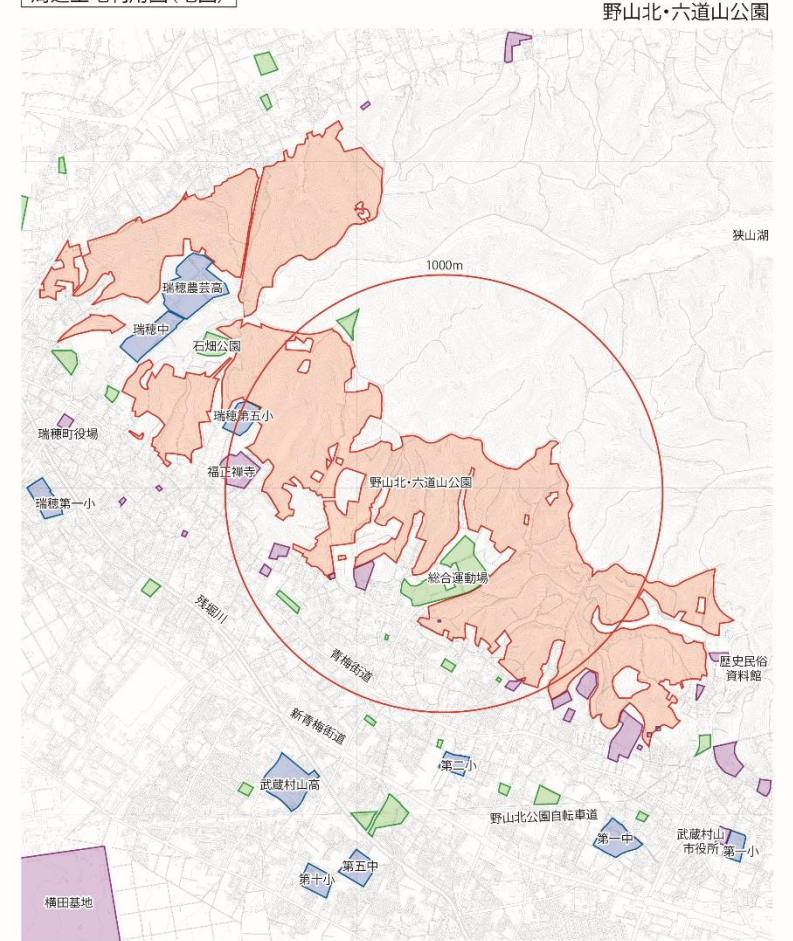 野山北・六道山公園
狭山湖
1000m
瑞穂農芸高
瑞穂中
石畑公園
瑞穂第五小
瑞穂町役場
福正禅寺
野山北・六道山公園
瑞穂第一小
総合運動場
残堀川
青梅街道
歴史民俗
資料館
新青梅街道
第二小
武蔵村山高
野山北公園自転車道
第一中
武蔵村山
市役所
第一小
第五中
第十小
横田基地